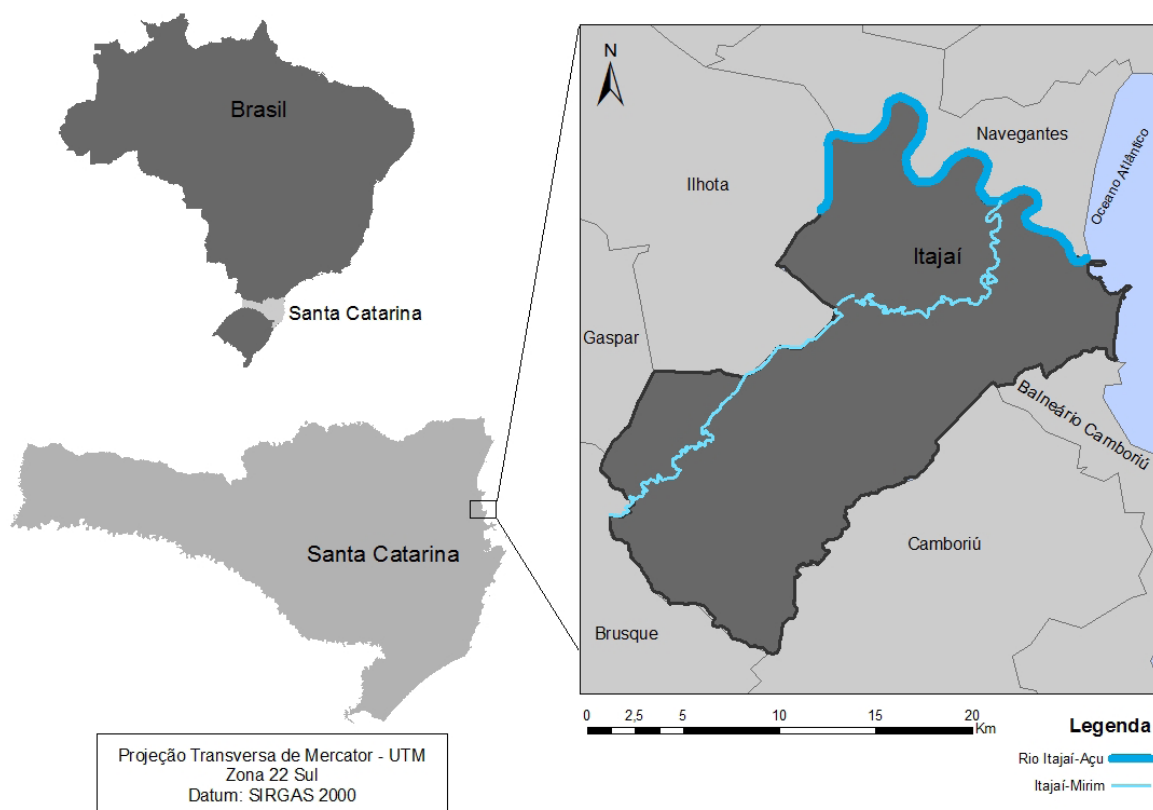 Brasil
Santa Catarina
Santa Catarina
Projeção Transversa de Mercator - UTM
Zona 22 Sul
Datum: SIRGAS 2000
N
Navegantes
Oceano Atlântico
Ilhota
Itajaí
Gaspar
Balneário Camboriú
Camboriú
Brusque
0 2,5 5 10 15 20
Km
Legenda
Rio Itajaí-Açu
Itajaí-Mirim